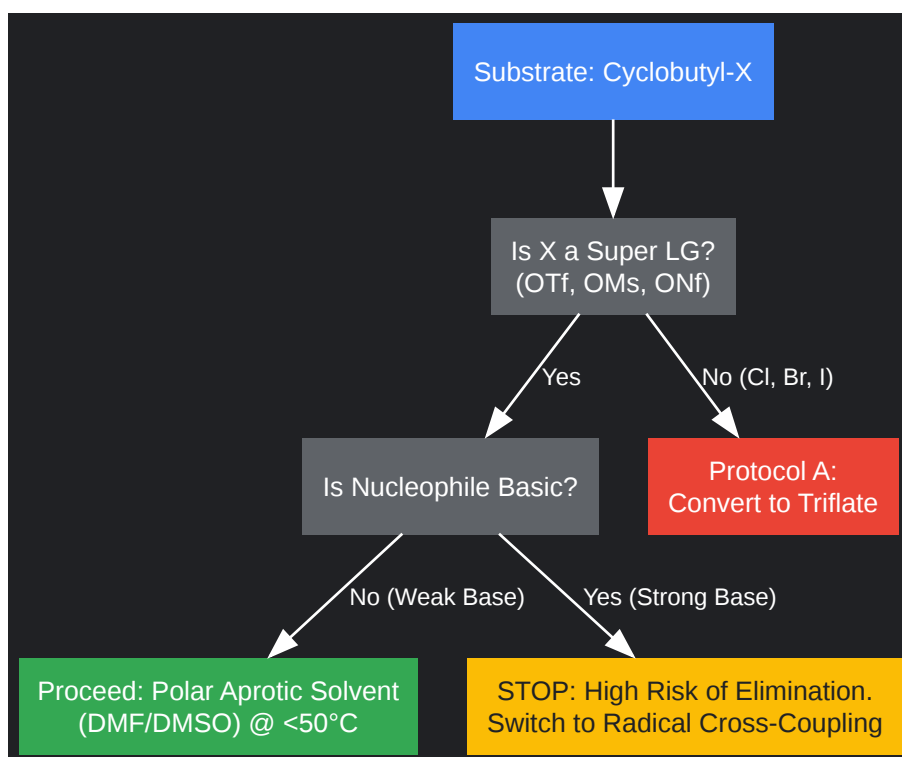 Substrate: Cyclobutyl-X
Is X a Super LG?
(OTf, OMs, ONf)
Yes
No (Cl, Br, I)
Is Nucleophile Basic?
Protocol A:
Convert to Triflate
No (Weak Base)
Yes (Strong Base)
Proceed: Polar Aprotic Solvent
(DMF/DMSO) @ <50°C
STOP: High Risk of Elimination.
Switch to Radical Cross-Coupling